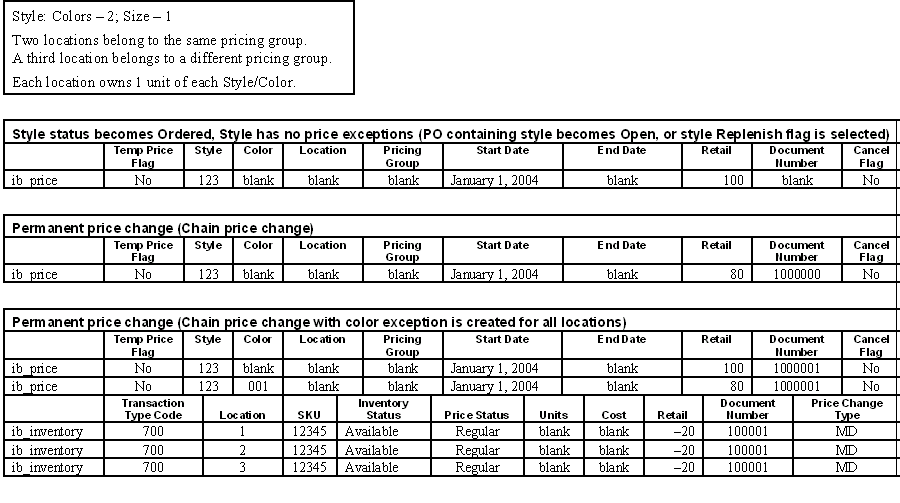 Style: Colors – 2; Size – 1
Two locations belong to the same pricing group.
A third location belongs to a different pricing group.
Each location owns 1 unit of each Style/Color.
Style status becomes Ordered, Style has no price exceptions (PO containing style becomes Open, or style Replenish flag is selected)
Temp Price Flag Style Color Location Pricing Group Start Date End Date Retail Document Number Cancel Flag
ib_price No 123 blank blank blank January 1, 2004 blank 100 blank No
Permanent price change (Chain price change)
Temp Price Flag Style Color Location Pricing Group Start Date End Date Retail Document Number Cancel Flag
ib_price No 123 blank blank blank January 1, 2004 blank 80 1000000 No
Permanent price change (Chain price change with color exception is created for all locations)
Temp Price Flag Style Color Location Pricing Group Start Date End Date Retail Document Number Cancel Flag
ib_price No 123 blank blank blank January 1, 2004 blank 100 1000001 No
ib_price No 123 001 blank blank January 1, 2004 blank 80 1000001 No
Transaction Type Code Location SKU Inventory Status Price Status Units Cost Retail Document Number Price Change Type
ib_inventory 700 1 12345 Available Regular blank blank –20 100001 MD
ib_inventory 700 2 12345 Available Regular blank blank –20 100001 MD
ib_inventory 700 3 12345 Available Regular blank blank –20 100001 MD